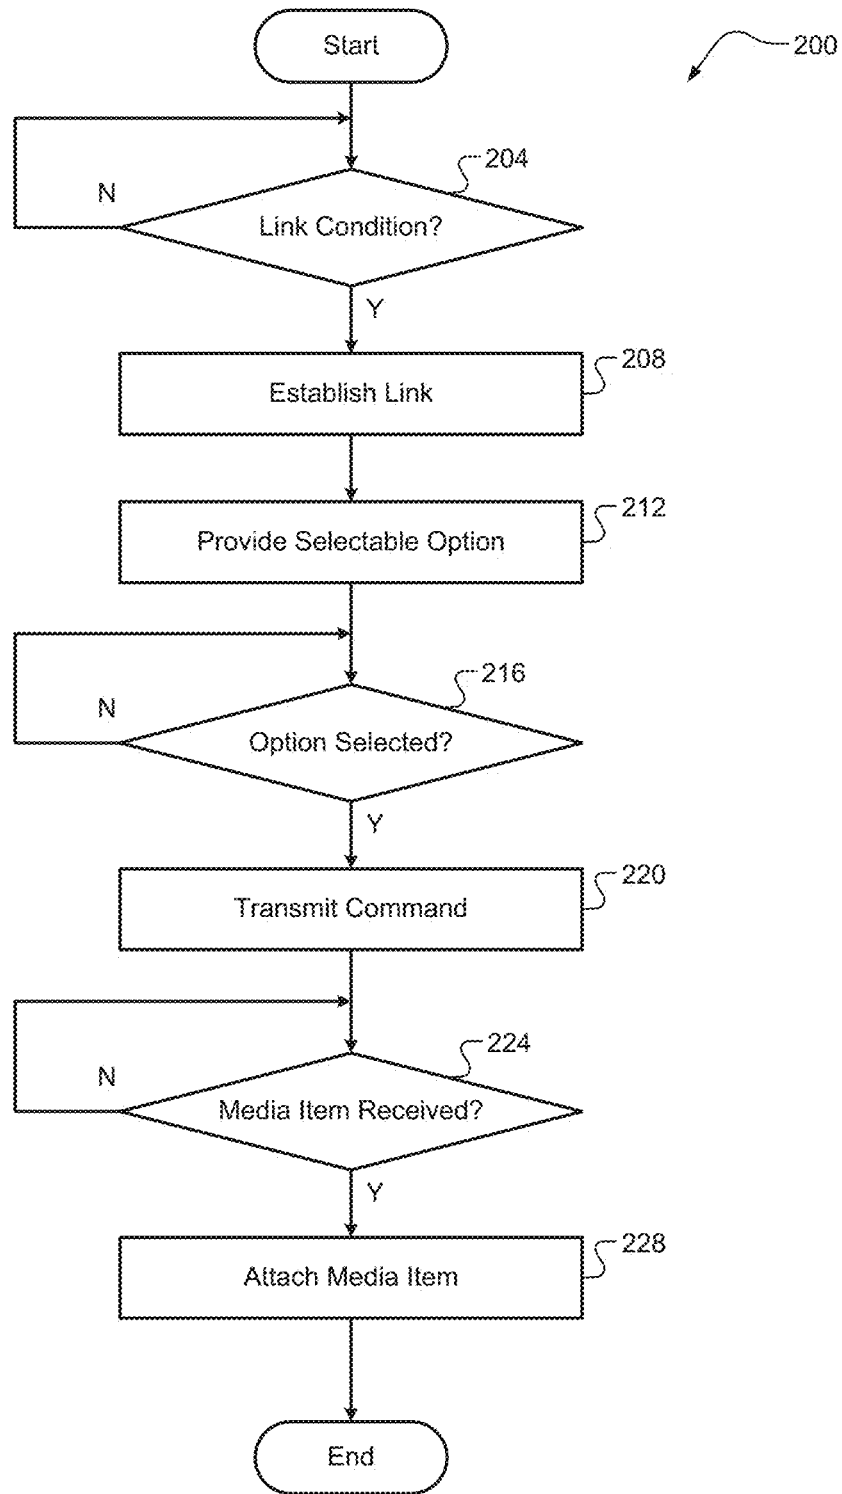 Start
200
204
N
Link Condition?
Y
208
Establish Link
212
Provide Selectable Option
216
N
Option Selected?
Y
220
Transmit Command
224
N
Media Item Received?
Y
228
Attach Media Item
End